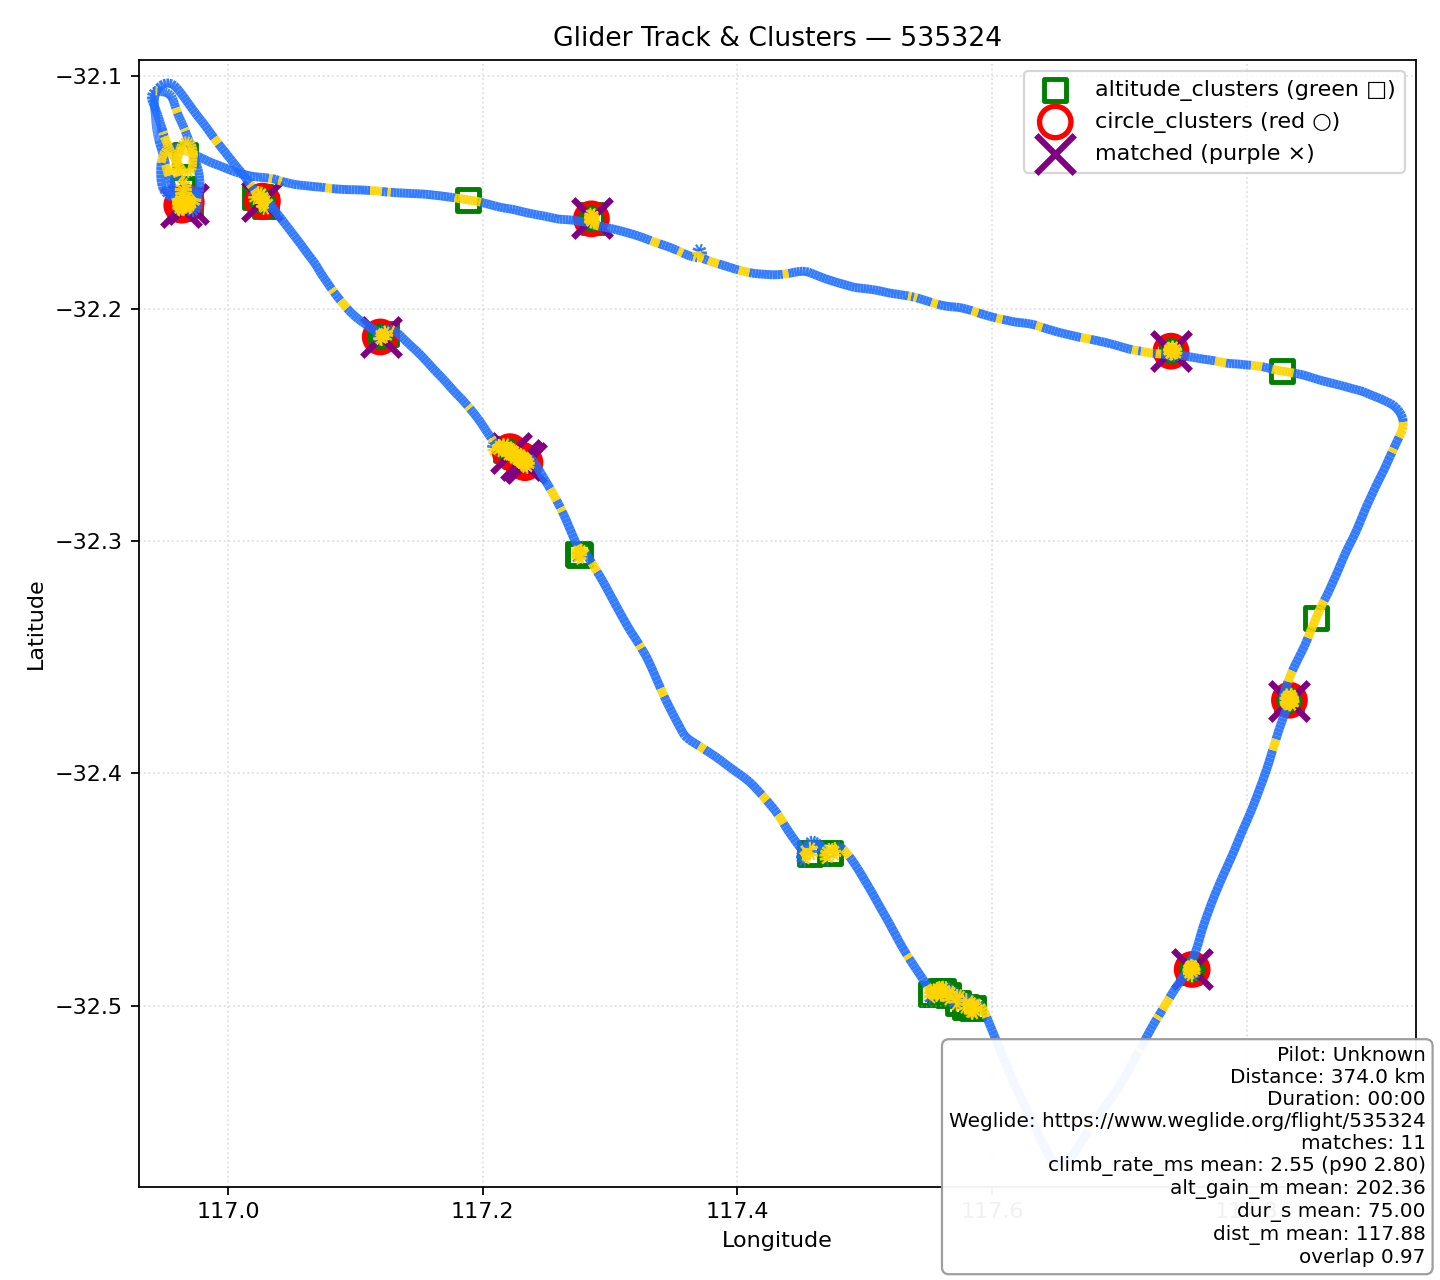 Glider Track & Clusters — 535324
altitude_clusters (green □)
circle_clusters (red ○)
matched (purple ×)
−32.1
−32.2
−32.3
−32.4
−32.5
Latitude
117.0
117.2
117.4
117.6
117.8
Longitude
Pilot: Unknown
Distance: 374.0 km
Duration: 00:00
Weglide: https://www.weglide.org/flight/535324
matches: 11
climb_rate_ms mean: 2.55 (p90 2.80)
alt_gain_m mean: 202.36
dur_s mean: 75.00
dist_m mean: 117.88
overlap 0.97